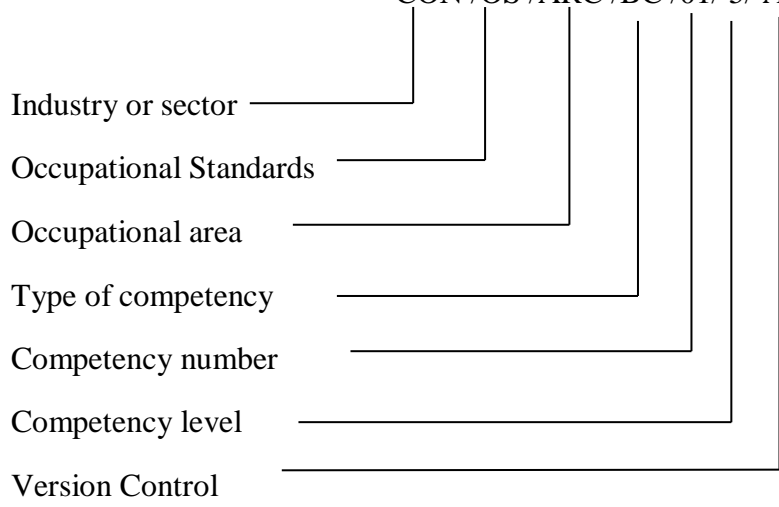 CON /OS /ARC /BC /01/ 5/
Industry or sector
Occupational Standards
Occupational area
Type of competency
Competency number
Competency level
Version Control